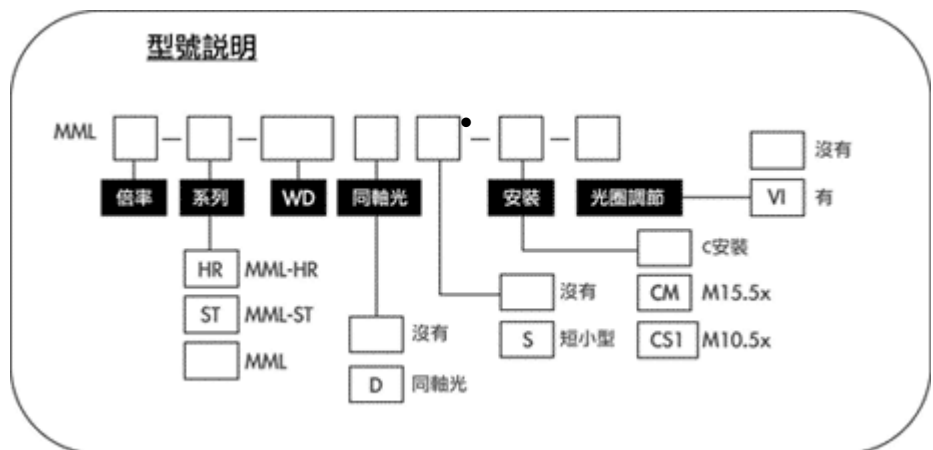 型號説明
MML
倍率 系列 WD 同軸光 安裝 光圈調節
沒有
VI 有
HR MML-HR
ST MML-ST
MML
沒有
D 同軸光
沒有
S 短小型
C安裝
CM M15.5x
CS1 M10.5x